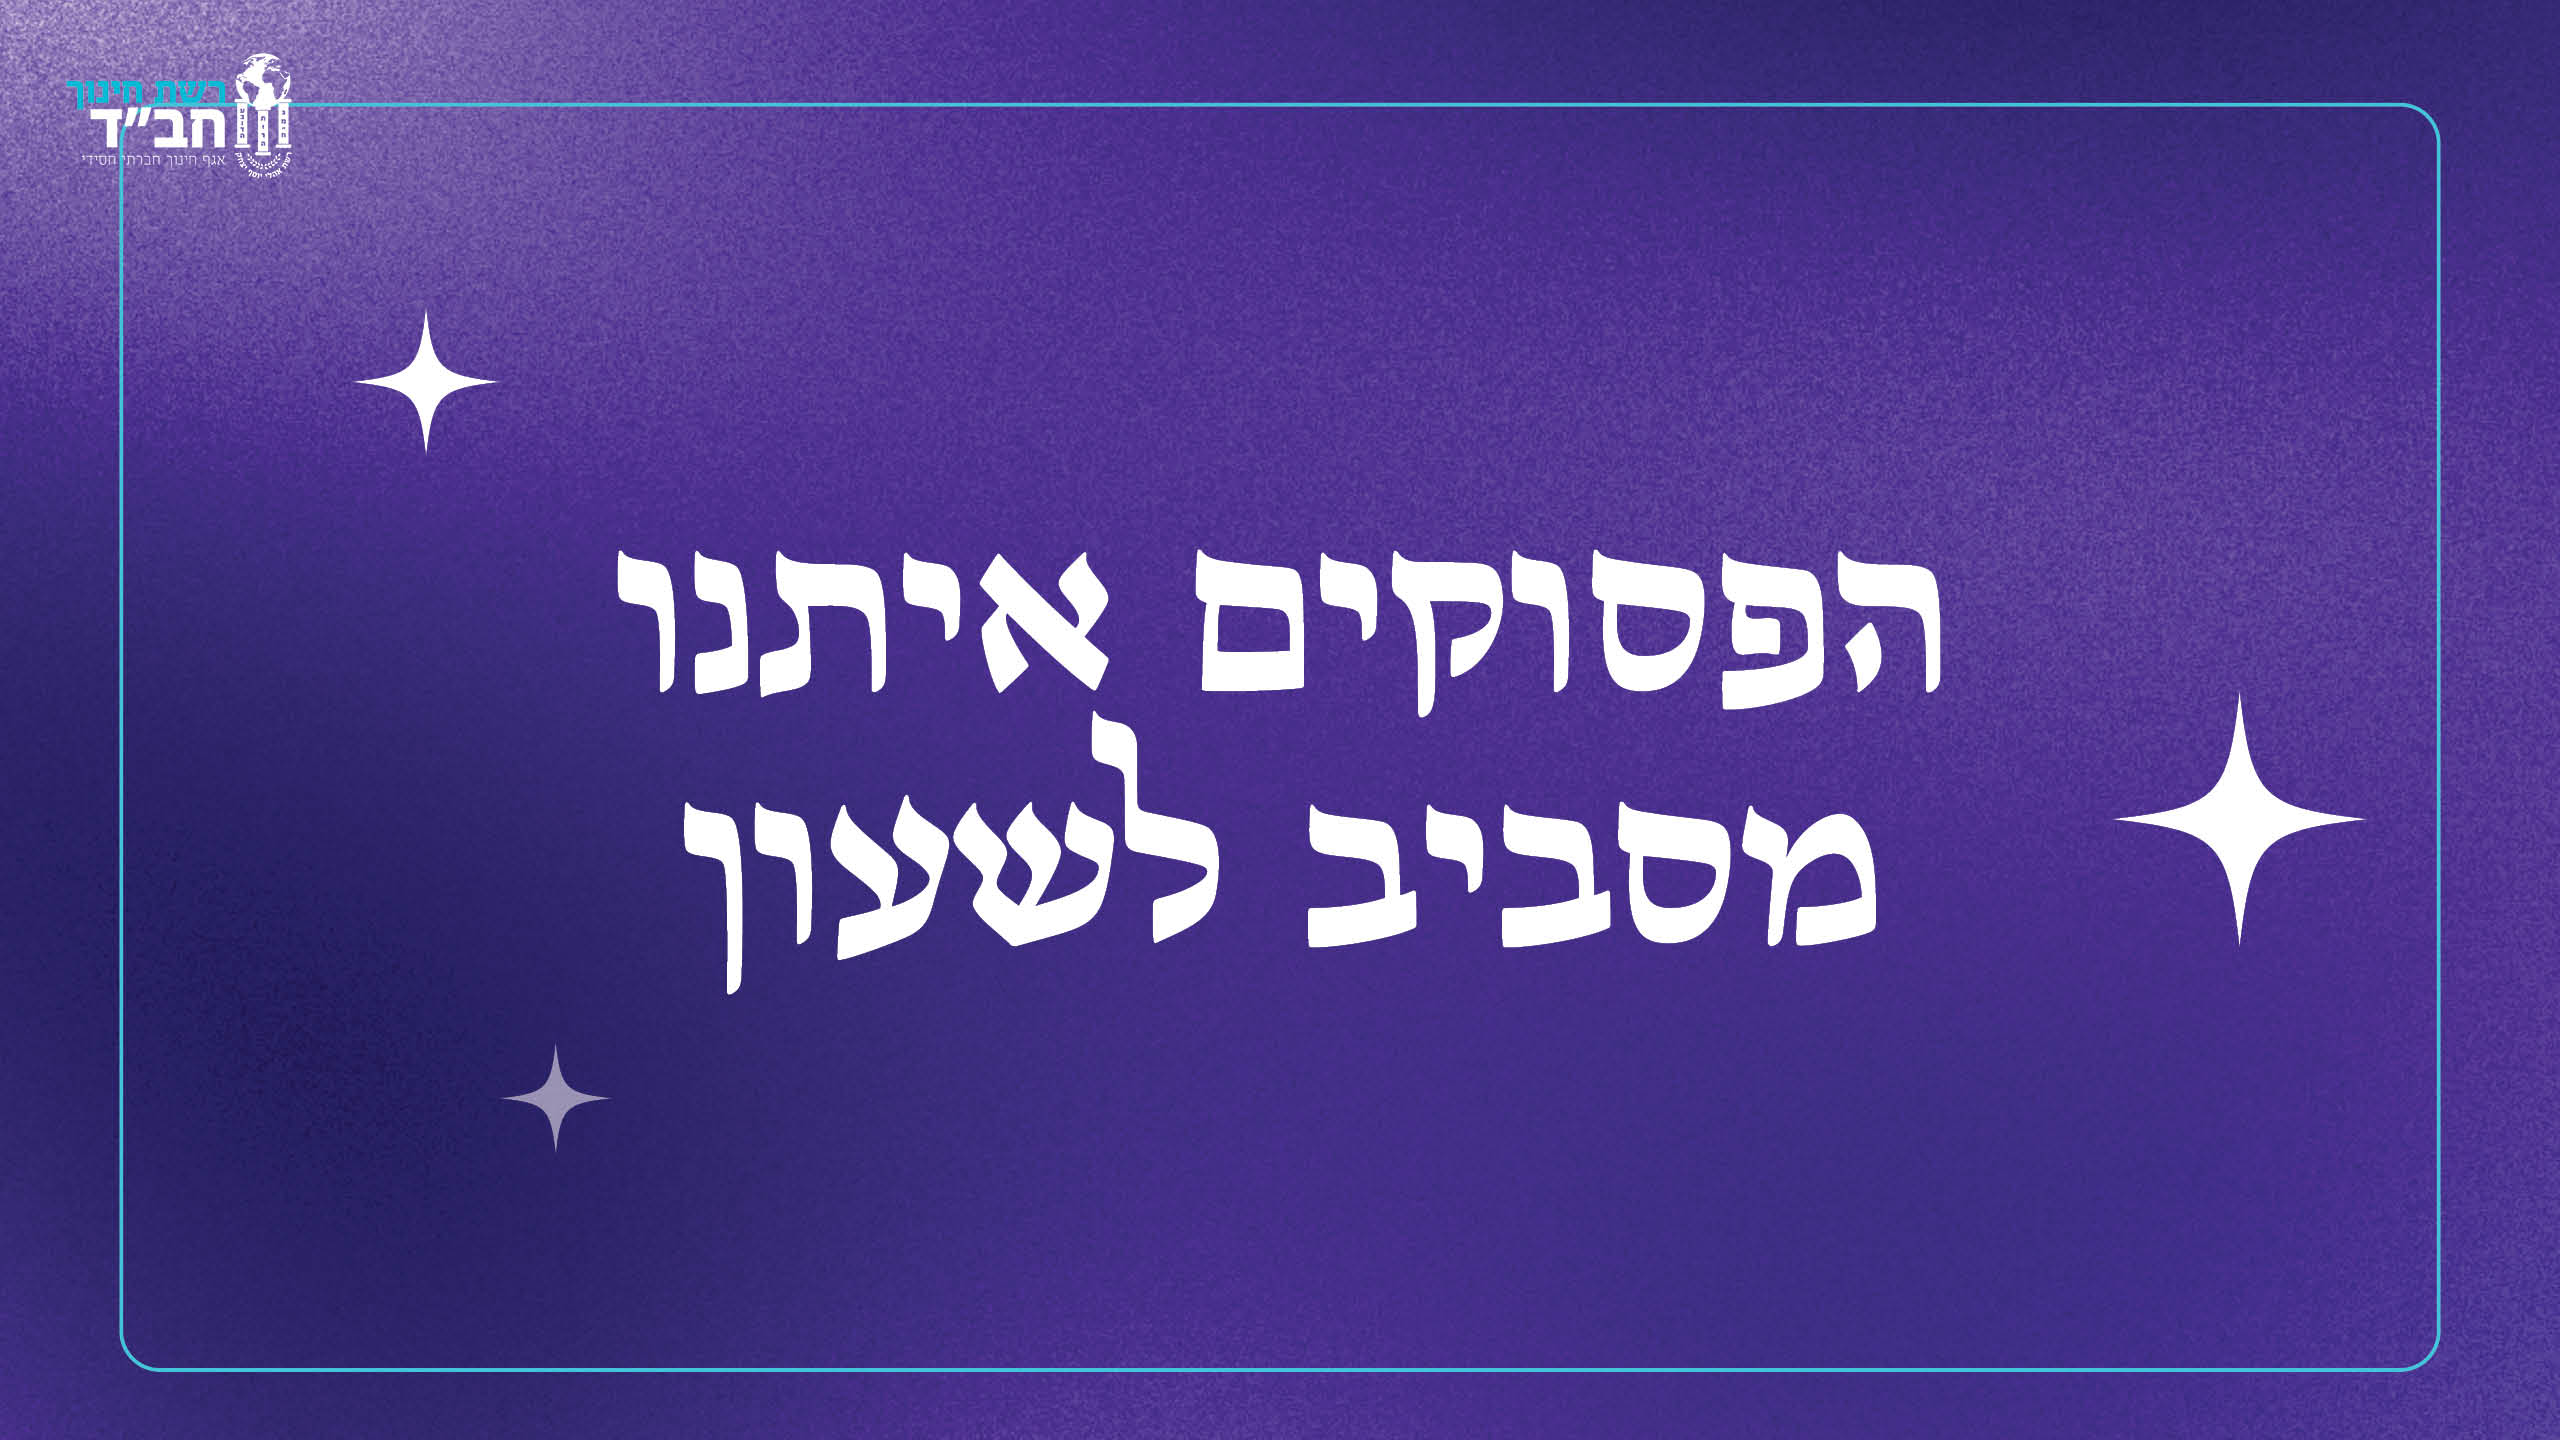 רשת חינוך
חב״ד
אגף חינוך חברתי חסידי
הפסוקים איתנו
מסביב לשעון